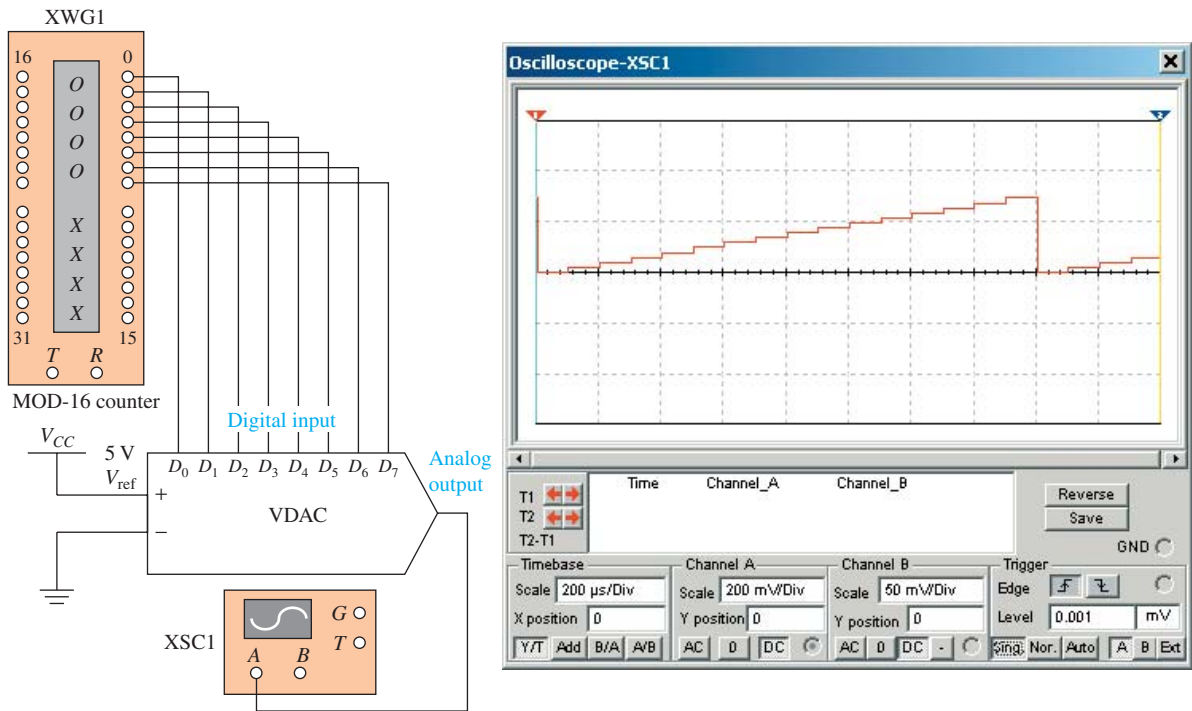 XWG1
16 0
O
O
O
O
X
X
X
X
31 15
T R
MOD-16 counter
Digital input
V_CC
5 V
V_ref
D_0 D_1 D_2 D_3 D_4 D_5 D_6 D_7
Analog
output
+
VDAC
−
XSC1
G
T
A B
Oscilloscope-XSC1
1 2
Time Channel_A Channel_B
T1
T2
T2-T1
Reverse
Save
GND
Timebase
Scale 200 µs/Div
X position 0
Y/T Add B/A A/B
Channel A
Scale 200 mV/Div
Y position 0
AC 0 DC
Channel B
Scale 50 mV/Div
Y position 0
AC 0 DC -
Trigger
Edge
Level 0.001 mV
Sing. Nor. Auto A B Ext